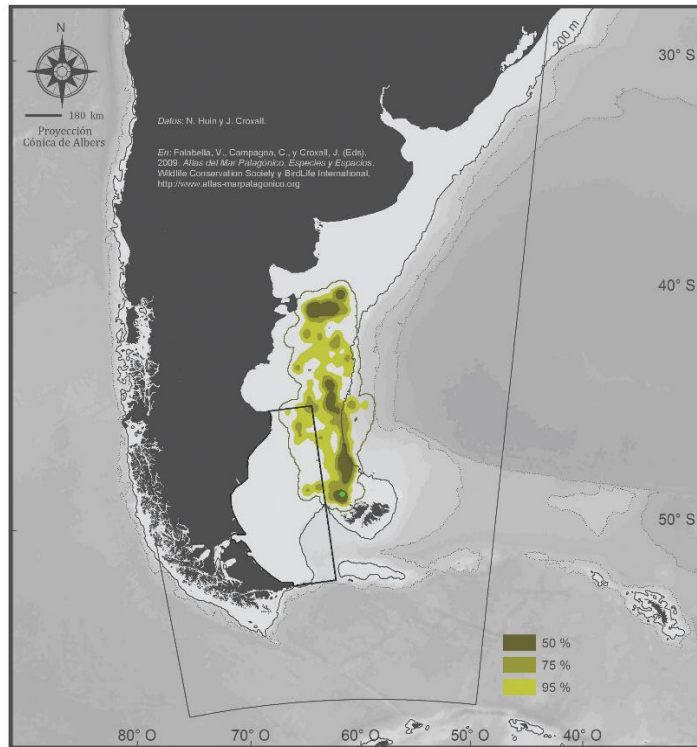 N
180 km
Proyección
Cónica de Albers
Datos: N. Huin y J. Croxall.
En: Falabella, V., Campagna, C., y Croxall, J. (Eds).
2009. Atlas del Mar Patagónico. Especies y Espacios.
Wildlife Conservation Society y BirdLife International.
http://www.atlas-marpatagonico.org
200 m
30° S
40° S
50° S
50 %
75 %
95 %
80° O
70° O
60° O
50° O
40° O